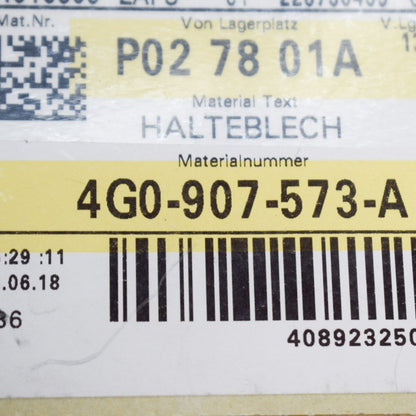 Mat.Nr.
Von Lagerplatz
V.Lg
P02 78 01A
Material Text
HALTEBLECH
Materialnummer
4G0-907-573-A
:29 :11
.06.18
36
408923250